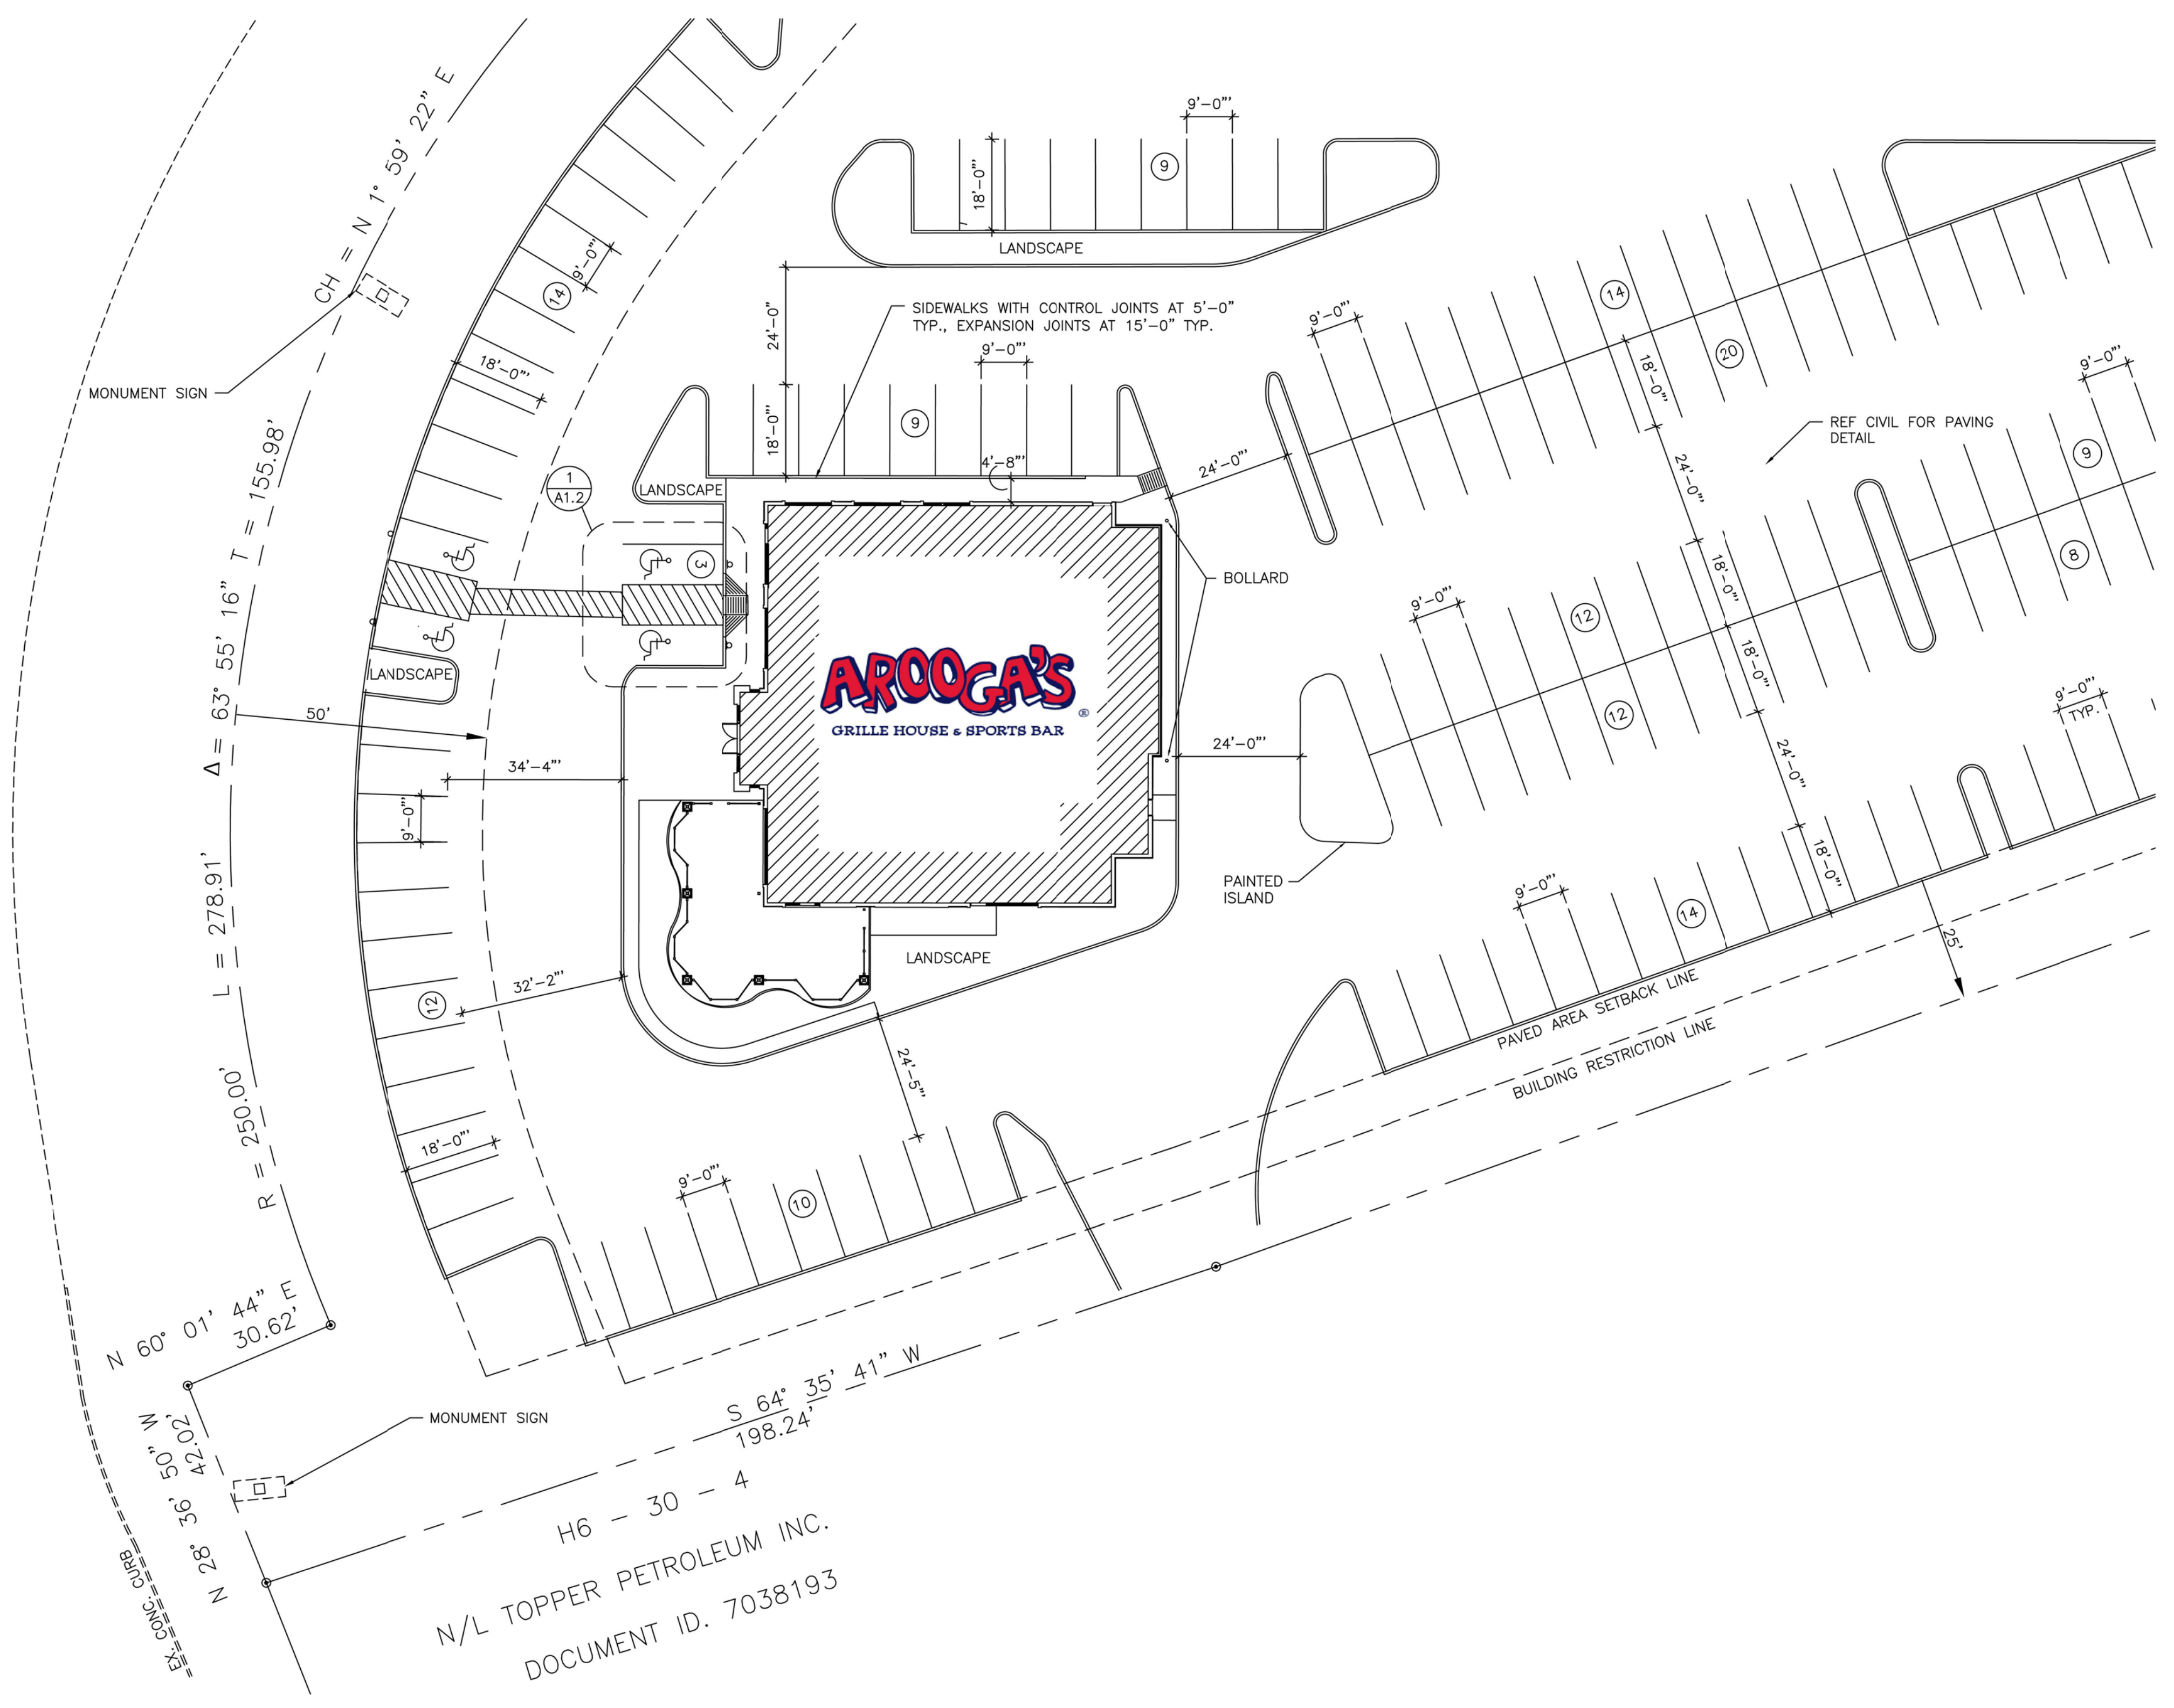 CH = N 1° 59' 22" E
9'-0"'
9
18'-0"'
LANDSCAPE
14
9'-0"'
18'-0"'
MONUMENT SIGN
24'-0"
SIDEWALKS WITH CONTROL JOINTS AT 5'-0"
TYP., EXPANSION JOINTS AT 15'-0" TYP.
9'-0"'
9
18'-0"'
4'-8"'
LANDSCAPE
1
A1.2
3
24'-0"'
9'-0"'
14
20
18'-0"'
24'-0"'
REF CIVIL FOR PAVING
DETAIL
9'-0"'
9
8
18'-0"'
18'-0"'
BOLLARD
9'-0"'
12
12
T = 155.98'
Δ= 63° 55' 16"
LANDSCAPE
50'
34'-4"'
9'-0"'
AROOGA'S
®
GRILLE HOUSE & SPORTS BAR
24'-0"'
9'-0"'
TYP.
24'-0"'
18'-0"'
PAINTED
ISLAND
9'-0"'
14
25'
L = 278.91'
12
32'-2"'
LANDSCAPE
24'-5"'
PAVED AREA SETBACK LINE
BUILDING RESTRICTION LINE
R = 250.00'
18'-0"'
9'-0"'
10
N 60° 01' 44" E
30.62'
S 64° 35' 41" W
198.24'
MONUMENT SIGN
N 28° 36' 50" W
42.02'
EX. CONC. CURB
H6 - 30 - 4
N/L TOPPER PETROLEUM INC.
DOCUMENT ID. 7038193